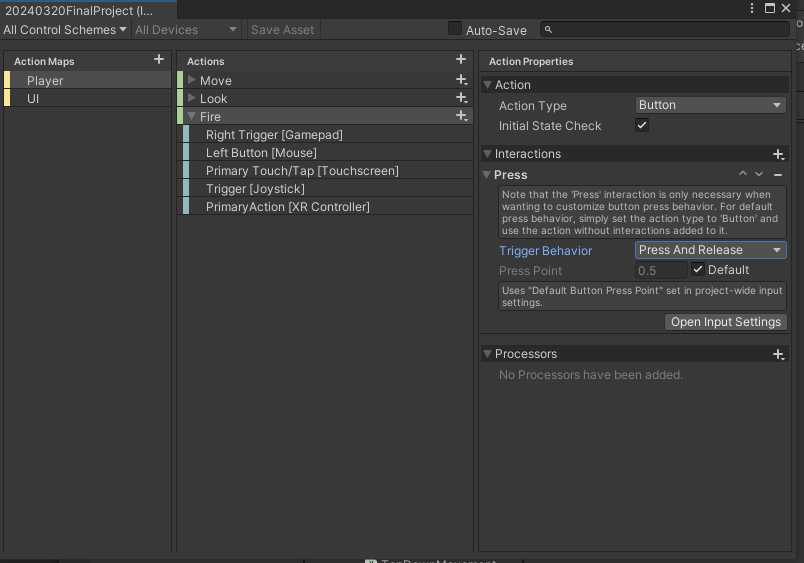 20240320FinalProject (I...
All Control Schemes
All Devices
Save Asset
Auto-Save
Action Maps
Player
UI
Actions
Move
Look
Fire
Right Trigger [Gamepad]
Left Button [Mouse]
Primary Touch/Tap [Touchscreen]
Trigger [Joystick]
PrimaryAction [XR Controller]
Action Properties
Action
Action Type
Button
Initial State Check
Interactions
Press
Note that the 'Press' interaction is only necessary when
wanting to customize button press behavior. For default
press behavior, simply set the action type to 'Button' and
use the action without interactions added to it.
Trigger Behavior
Press And Release
Press Point
0.5
Default
Uses "Default Button Press Point" set in project-wide input
settings.
Open Input Settings
Processors
No Processors have been added.
TopDownMovement